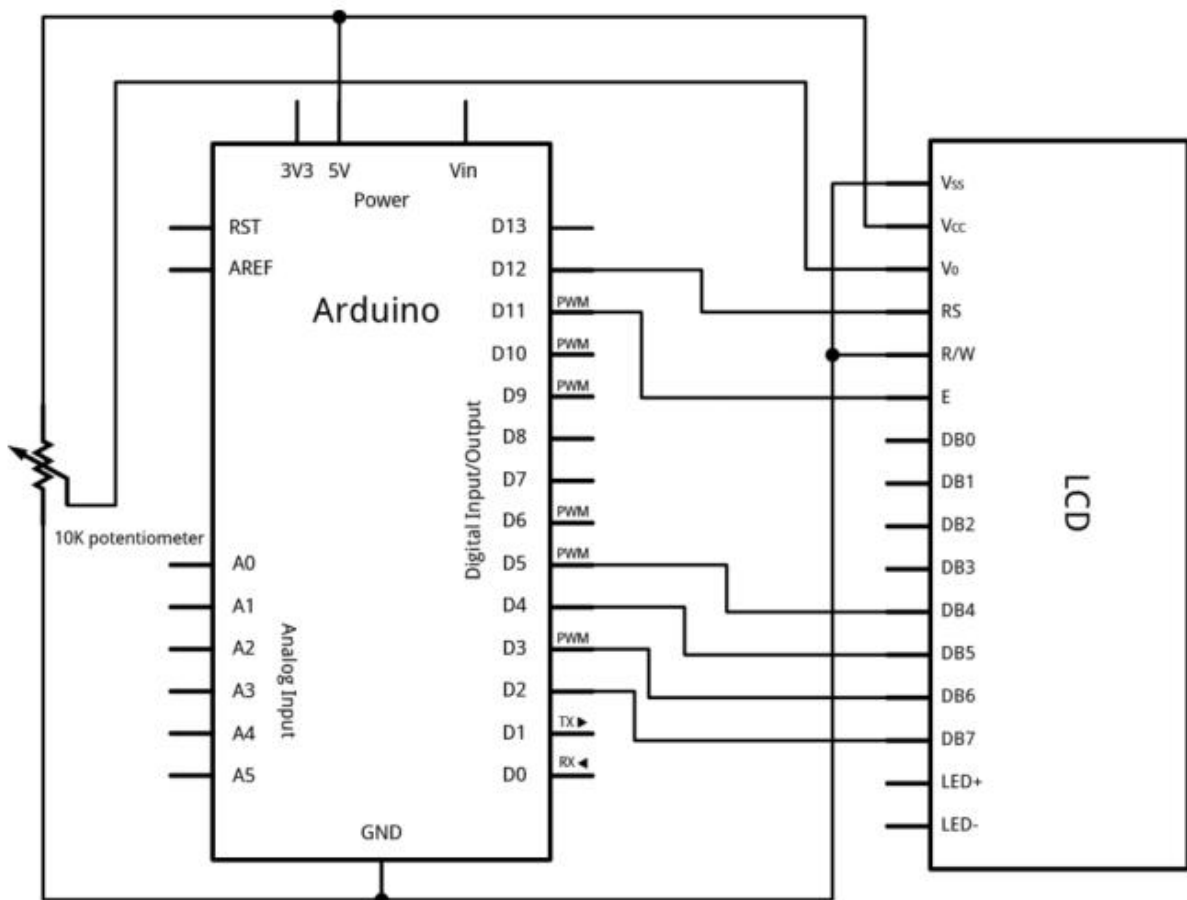 3V3 5V Vin
Power
RST
AREF
Arduino
10K potentiometer
A0
A1
A2
A3
A4
A5
Analog Input
GND
D13
D12
D11 PWM
D10 PWM
D9 PWM
D8
D7
D6 PWM
D5 PWM
D4
D3 PWM
D2
D1 TX ▶
D0 RX ◀
Digital Input/Output
Vss
Vcc
V0
RS
R/W
E
DB0
DB1
DB2
DB3
DB4
DB5
DB6
DB7
LED+
LED-
LCD